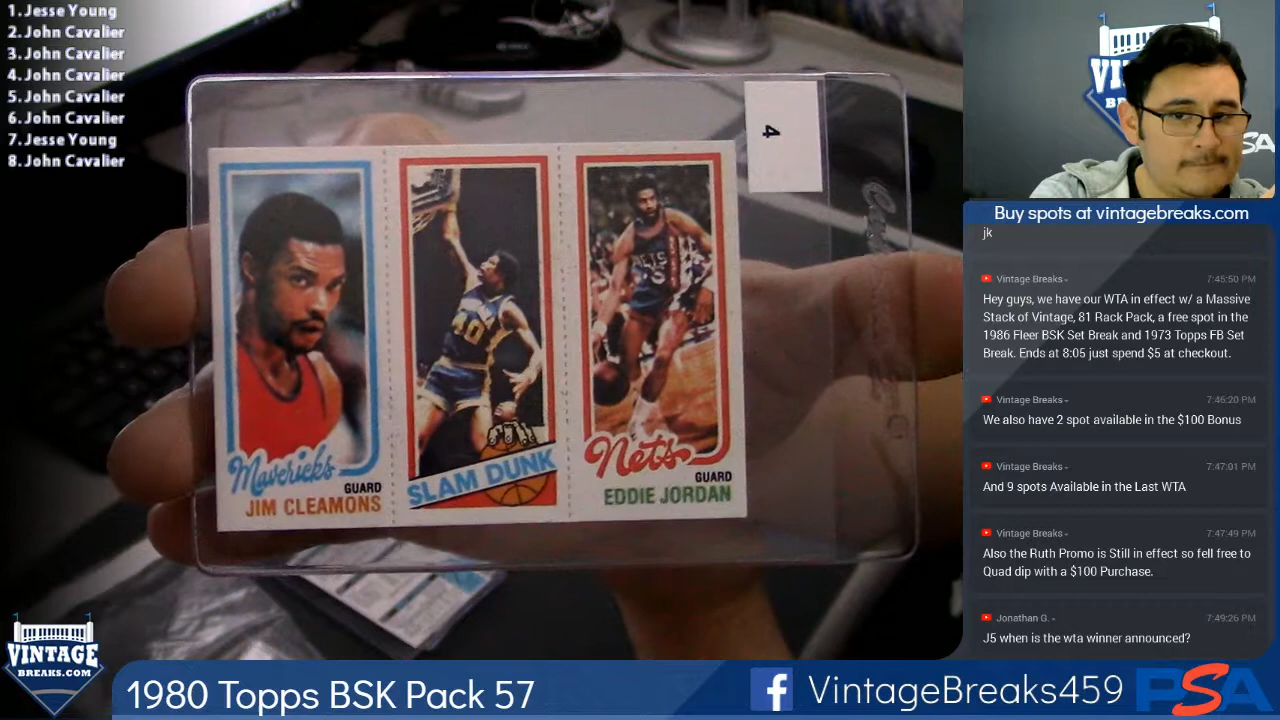 1. Jesse Young
2. John Cavalier
3. John Cavalier
4. John Cavalier
5. John Cavalier
6. John Cavalier
7. Jesse Young
8. John Cavalier
4
Mavericks
GUARD
JIM CLEAMONS
40
SLAM DUNK
NETS
Nets
GUARD
EDDIE JORDAN
VI
B
SA
Buy spots at vintagebreaks.com
jk
Vintage Breaks
7:45:50 PM
Hey guys, we have our WTA in effect w/ a Massive
Stack of Vintage, 81 Rack Pack, a free spot in the
1986 Fleer BSK Set Break and 1973 Topps FB Set
Break. Ends at 8:05 just spend $5 at checkout.
Vintage Breaks
7:46:20 PM
We also have 2 spot available in the $100 Bonus
Vintage Breaks
7:47:01 PM
And 9 spots Available in the Last WTA
Vintage Breaks
7:47:49 PM
Also the Ruth Promo is Still in effect so fell free to
Quad dip with a $100 Purchase.
Jonathan G.
7:49:26 PM
J5 when is the wta winner announced?
VINTAGE
BREAKS.COM
1980 Topps BSK Pack 57
f VintageBreaks459
PSA